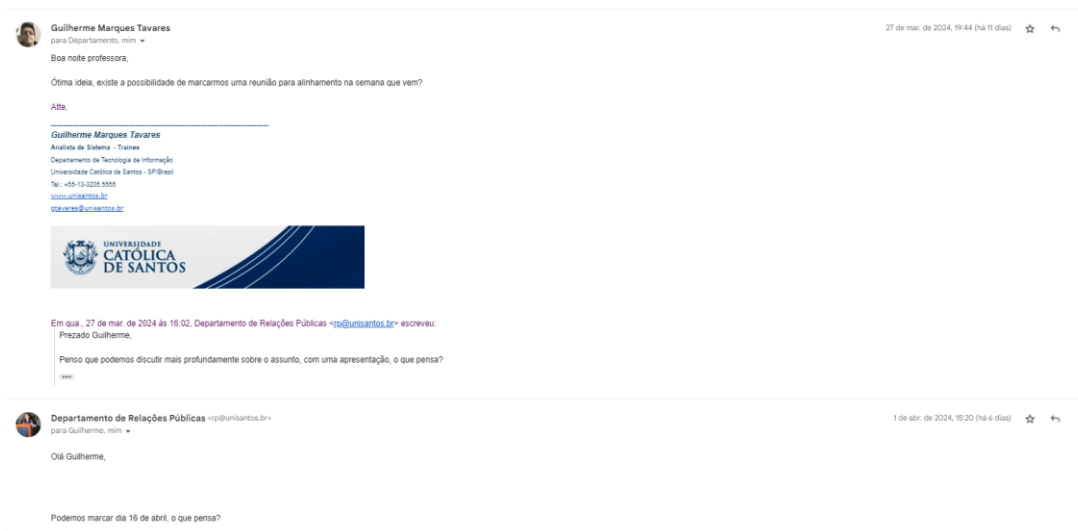 Guilherme Marques Tavares
27 de mar. de 2024, 19:44 (há 11 dias)
para Departamento, mim
Boa noite professora,
Ótima ideia, existe a possibilidade de marcarmos uma reunião para alinhamento na semana que vem?
Atte,
Guilherme Marques Tavares
Analista de Sistema - Trainee
Departamento de Tecnologia de Informação
Universidade Católica de Santos - SP/Brasil
Tel.: +55-13-3205.5555
www.unisantos.br
gtavares@unisantos.br
UNIVERSIDADE
CATÓLICA
DE SANTOS
Em qua., 27 de mar. de 2024 às 16:02, Departamento de Relações Públicas <rp@unisantos.br> escreveu:
Prezado Guilherme,
Penso que podemos discutir mais profundamente sobre o assunto, com uma apresentação, o que pensa?
Departamento de Relações Públicas <rp@unisantos.br>
1 de abr. de 2024, 15:20 (há 6 dias)
para Guilherme, mim
Olá Guilherme,
Podemos marcar dia 16 de abril, o que pensa?